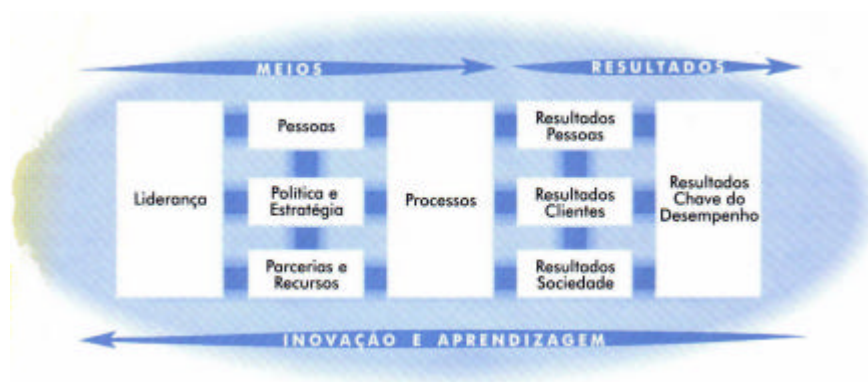 MEIOS
RESULTADOS
Liderança
Pessoas
Política e
Estratégia
Parcerias e
Recursos
Processos
Resultados
Pessoas
Resultados
Clientes
Resultados
Sociedade
Resultados
Chave do
Desempenho
INOVAÇÃO E APRENDIZAGEM